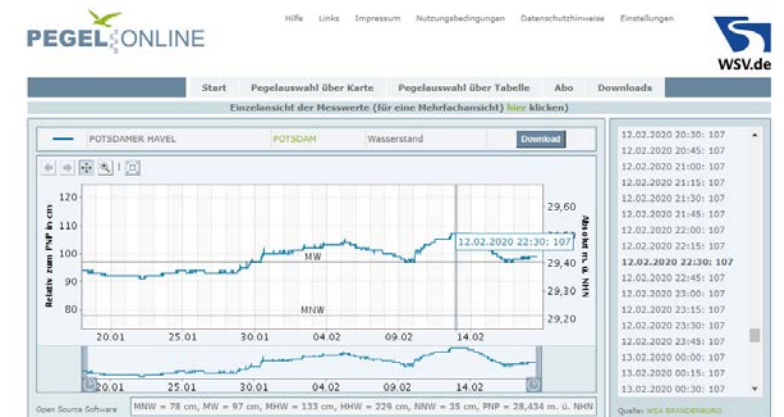 Hilfe Links Impressum Nutzungsbedingungen Datenschutzhinweise Einstellungen
PEGEL ONLINE
WSV.de
Start Pegelauswahl über Karte Pegelauswahl über Tabelle Abo Downloads
Einzelansicht der Messwerte (für eine Mehrfachansicht) hier klicken)
POTSDAMER HAVEL POTSDAM Wasserstand Download
120
110
100
90
80
Relativ zum PNP in cm
29,60
29,40
29,30
29,20
Absolut m. ü. NHN
MW
MNW
12.02.2020 22:30: 107
20.01 25.01 30.01 04.02 09.02 14.02
20.01 25.01 30.01 04.02 09.02 14.02
Open Source Software
MNW = 78 cm, MW = 97 cm, MHW = 133 cm, HHW = 229 cm, NNW = 35 cm, PNP = 28,434 m. ü. NHN
12.02.2020 20:30: 107
12.02.2020 20:45: 107
12.02.2020 21:00: 107
12.02.2020 21:15: 107
12.02.2020 21:30: 107
12.02.2020 21:45: 107
12.02.2020 22:00: 107
12.02.2020 22:15: 107
12.02.2020 22:30: 107
12.02.2020 22:45: 107
12.02.2020 23:00: 107
12.02.2020 23:15: 107
12.02.2020 23:30: 107
12.02.2020 23:45: 107
13.02.2020 00:00: 107
13.02.2020 00:15: 107
13.02.2020 00:30: 107
Quelle: WSA BRANDENBURG